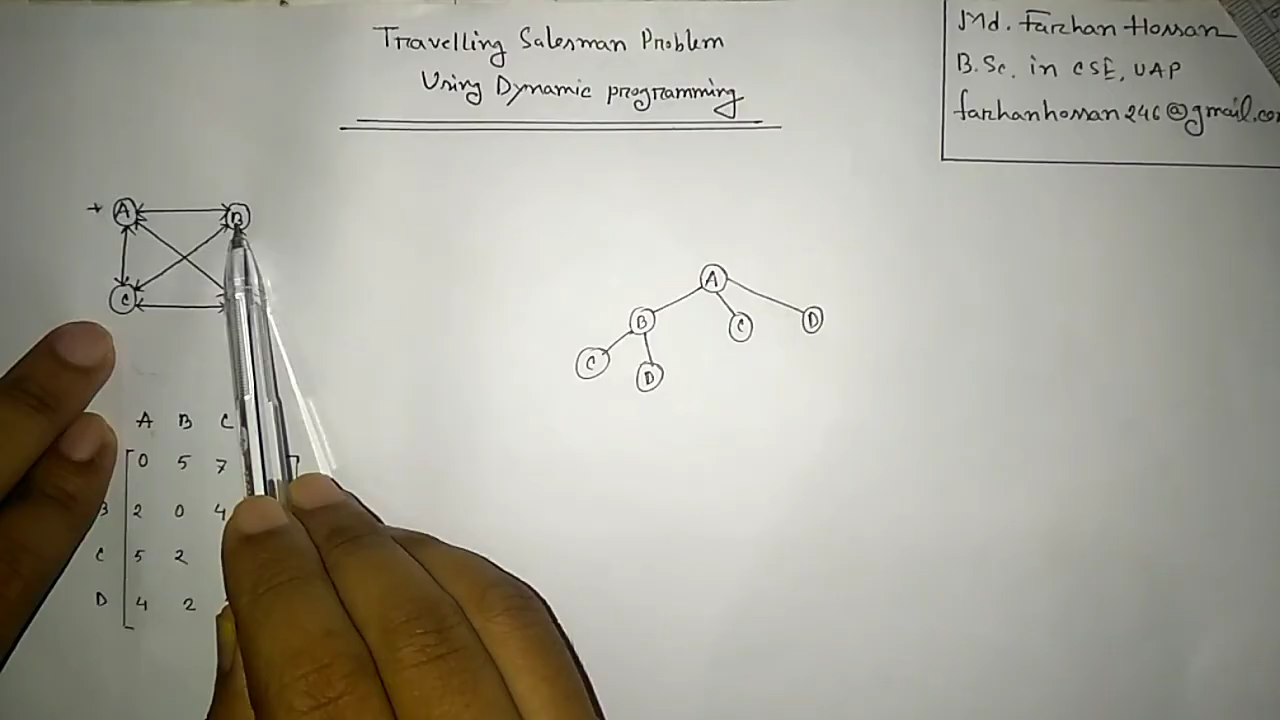 Travelling Salesman Problem
Using Dynamic programming
Md. Farhan Hossan
B.Sc. in CSE, UAP
farhanhossan246@gmail.co
A B
C
A
B C D
C D
A B C
0 5 7
B 2 0 4
C 5 2
D 4 2